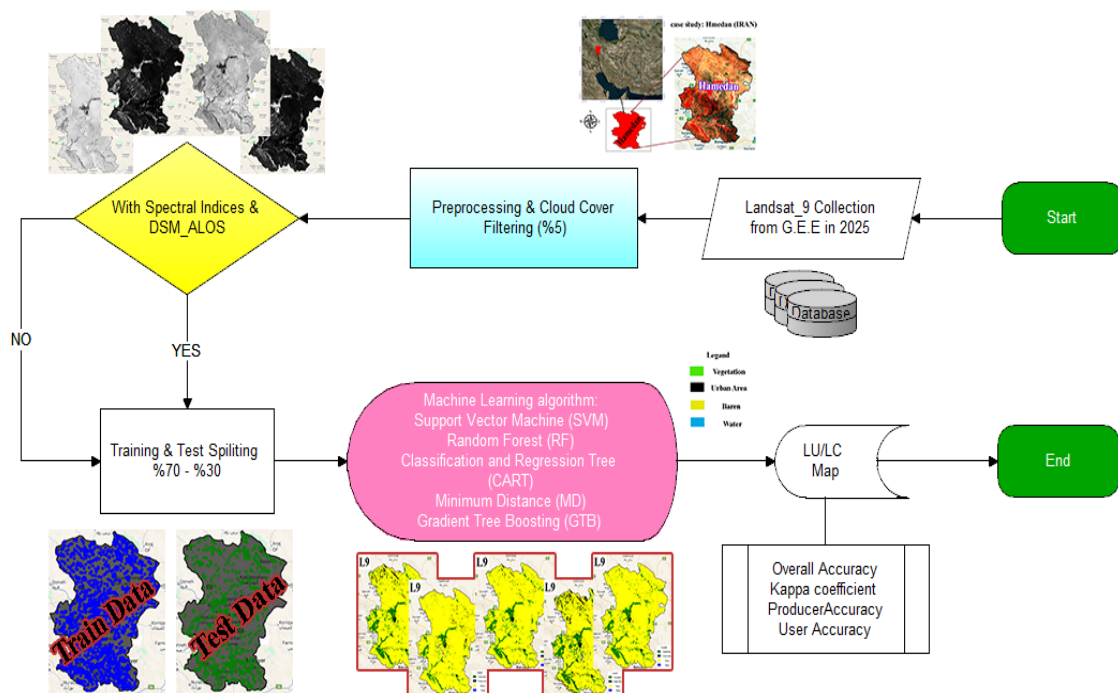 case study: Hmedan (IRAN)
Hamedan
Hamedan
With Spectral Indices &
DSM_ALOS
Preprocessing & Cloud Cover
Filtering (%5)
Landsat_9 Collection
from G.E.E in 2025
Start
Database
NO
YES
Training & Test Spiliting
%70 - %30
Machine Learning algorithm:
Support Vector Machine (SVM)
Random Forest (RF)
Classification and Regression Tree
(CART)
Minimum Distance (MD)
Gradient Tree Boosting (GTB)
Legand
Vegetation
Urban Area
Baren
Water
LU/LC
Map
End
Train Data
Test Data
L9
L9
L9
L9
L9
Overall Accuracy
Kappa coefficient
ProducerAccuracy
User Accuracy